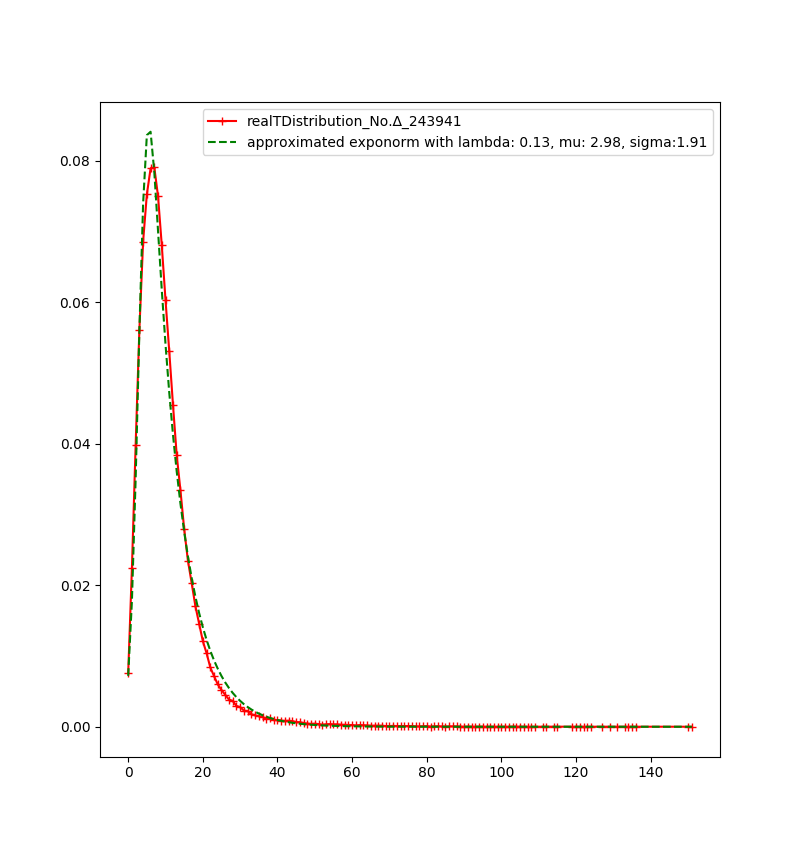 realTDistribution_No.Δ_243941
approximated exponorm with lambda: 0.13, mu: 2.98, sigma:1.91
0.08
0.06
0.04
0.02
0.00
0 20 40 60 80 100 120 140